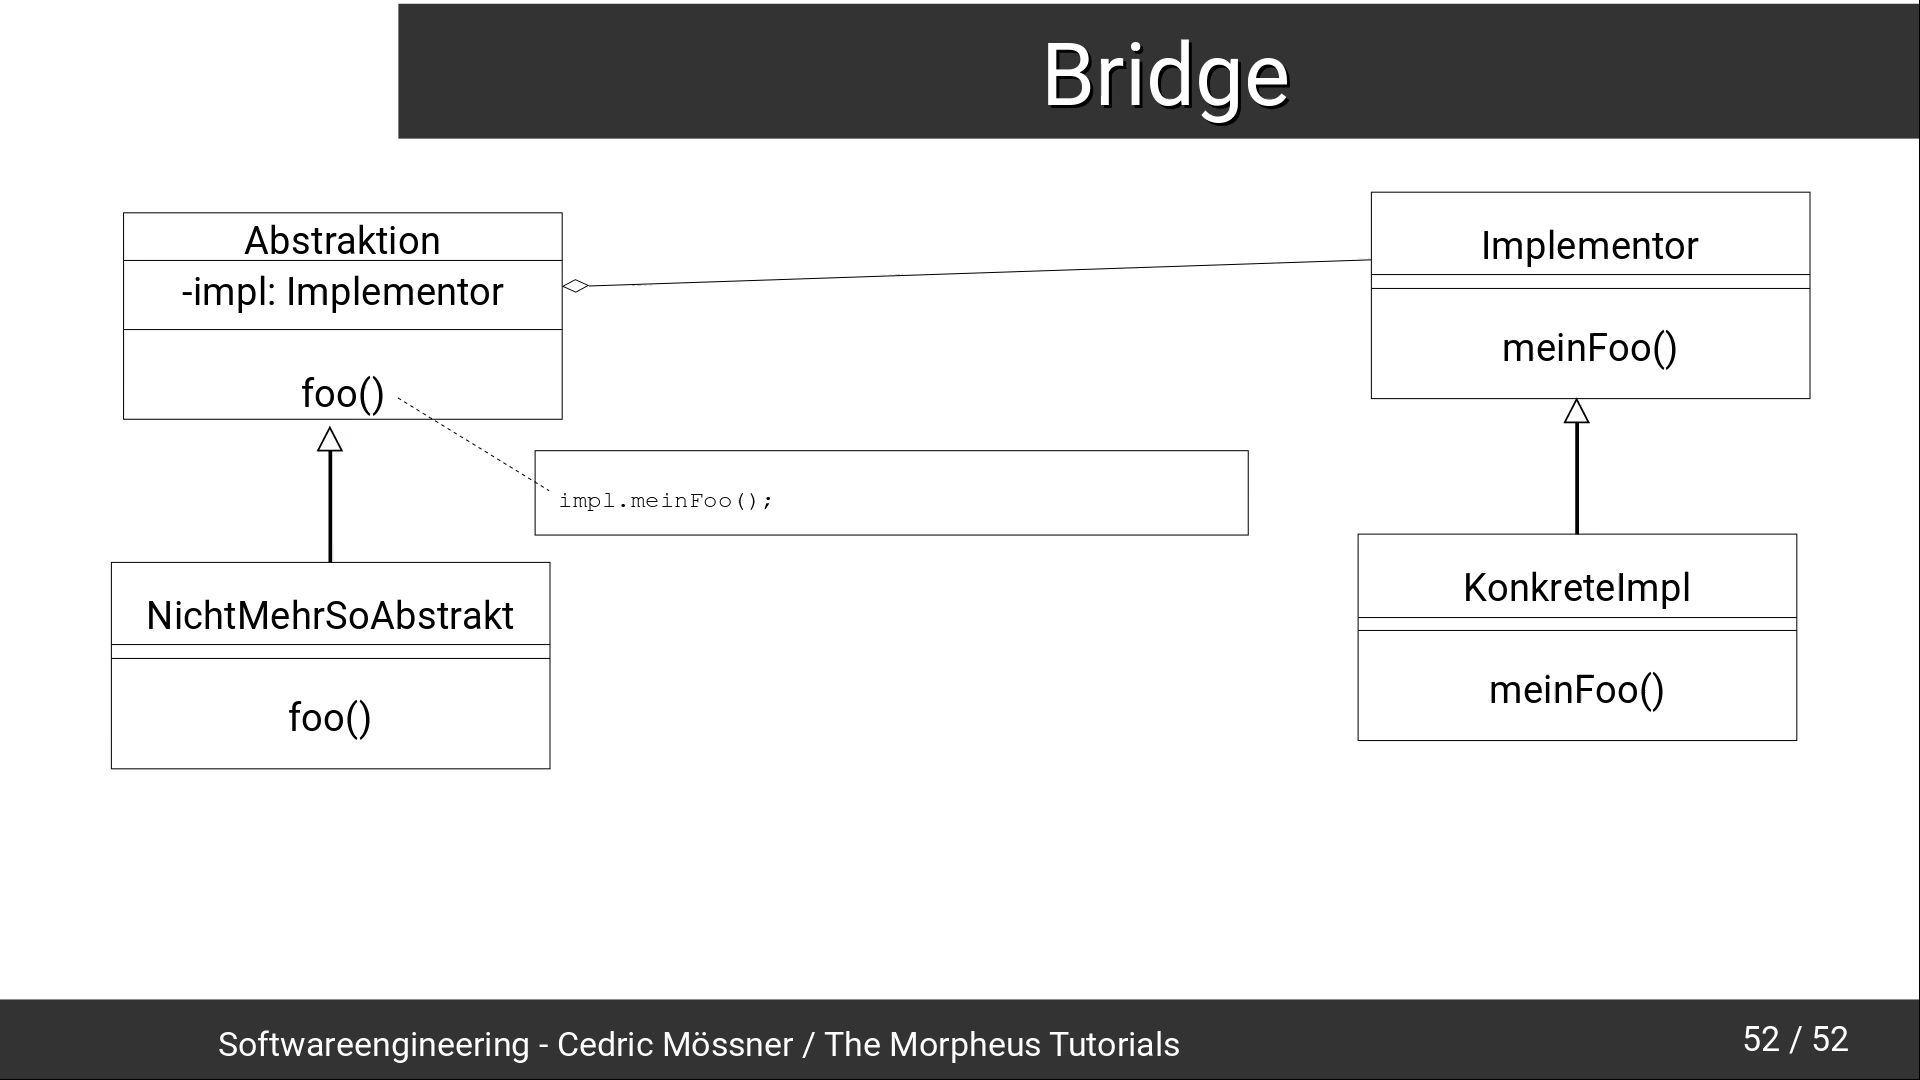 Bridge
Abstraktion
-impl: Implementor
foo()
Implementor
meinFoo()
impl.meinFoo();
NichtMehrSoAbstrakt
foo()
KonkreteImpl
meinFoo()
Softwareengineering - Cedric Mössner / The Morpheus Tutorials
52 / 52